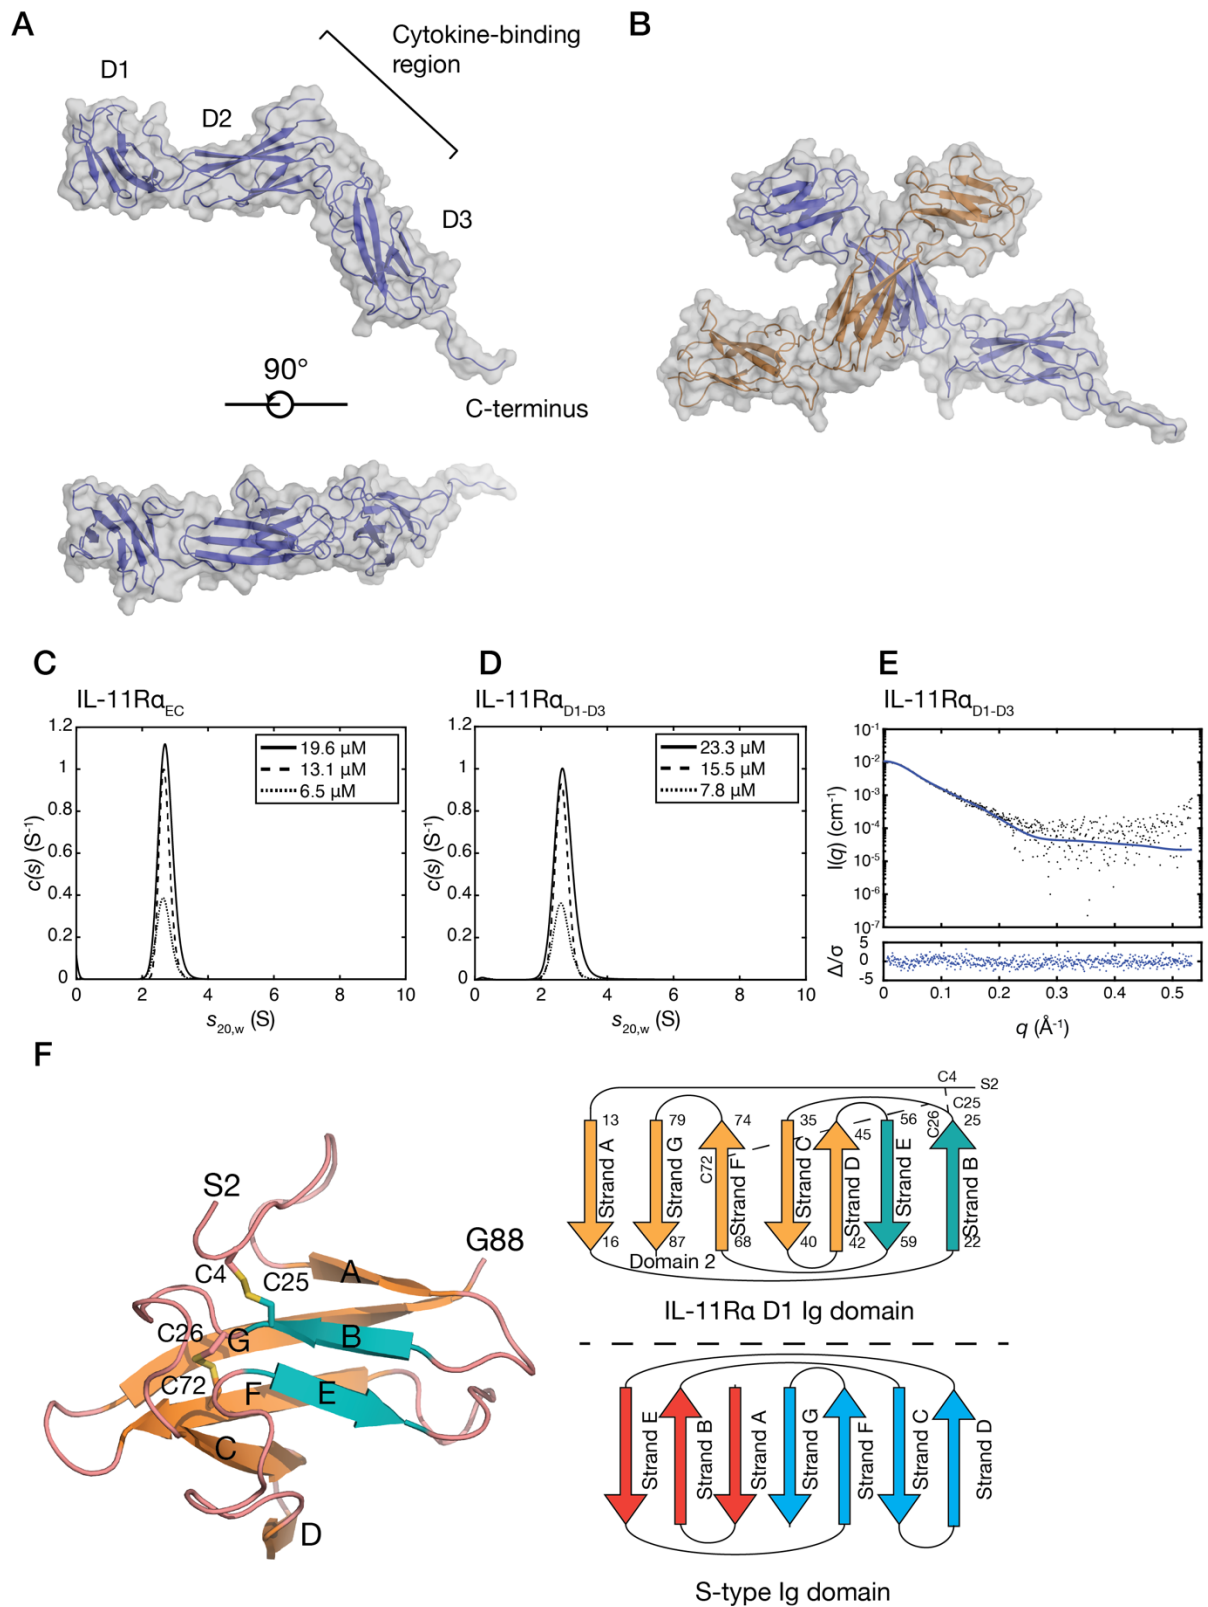 A
Cytokine-binding
region
D1
D2
D3
90°
C-terminus
B
C
IL-11Rα_EC
1.2
1
0.8
0.6
0.4
0.2
0
c(s) (S⁻¹)
19.6 μM
13.1 μM
6.5 μM
0 2 4 6 8 10
s₂₀,w (S)
D
IL-11Rα_D1-D3
1.2
1
0.8
0.6
0.4
0.2
0
c(s) (S⁻¹)
23.3 μM
15.5 μM
7.8 μM
0 2 4 6 8 10
s₂₀,w (S)
E
IL-11Rα_D1-D3
10⁻¹
10⁻²
10⁻³
10⁻⁴
10⁻⁵
10⁻⁶
10⁻⁷
I(q) (cm⁻¹)
5
0
-5
Δ/σ
0 0.1 0.2 0.3 0.4 0.5
q (Å⁻¹)
F
S2
G88
C4
C25
A
C26
G
B
C72
F
E
C
D
C4
S2
C25
C26
13 79 74 35 45 56 25
Strand A
Strand G
C72
Strand F
Strand C
Strand D
Strand E
Strand B
16 87 68 40 42 59 22
Domain 2
IL-11Rα D1 Ig domain
Strand E
Strand B
Strand A
Strand G
Strand F
Strand C
Strand D
S-type Ig domain